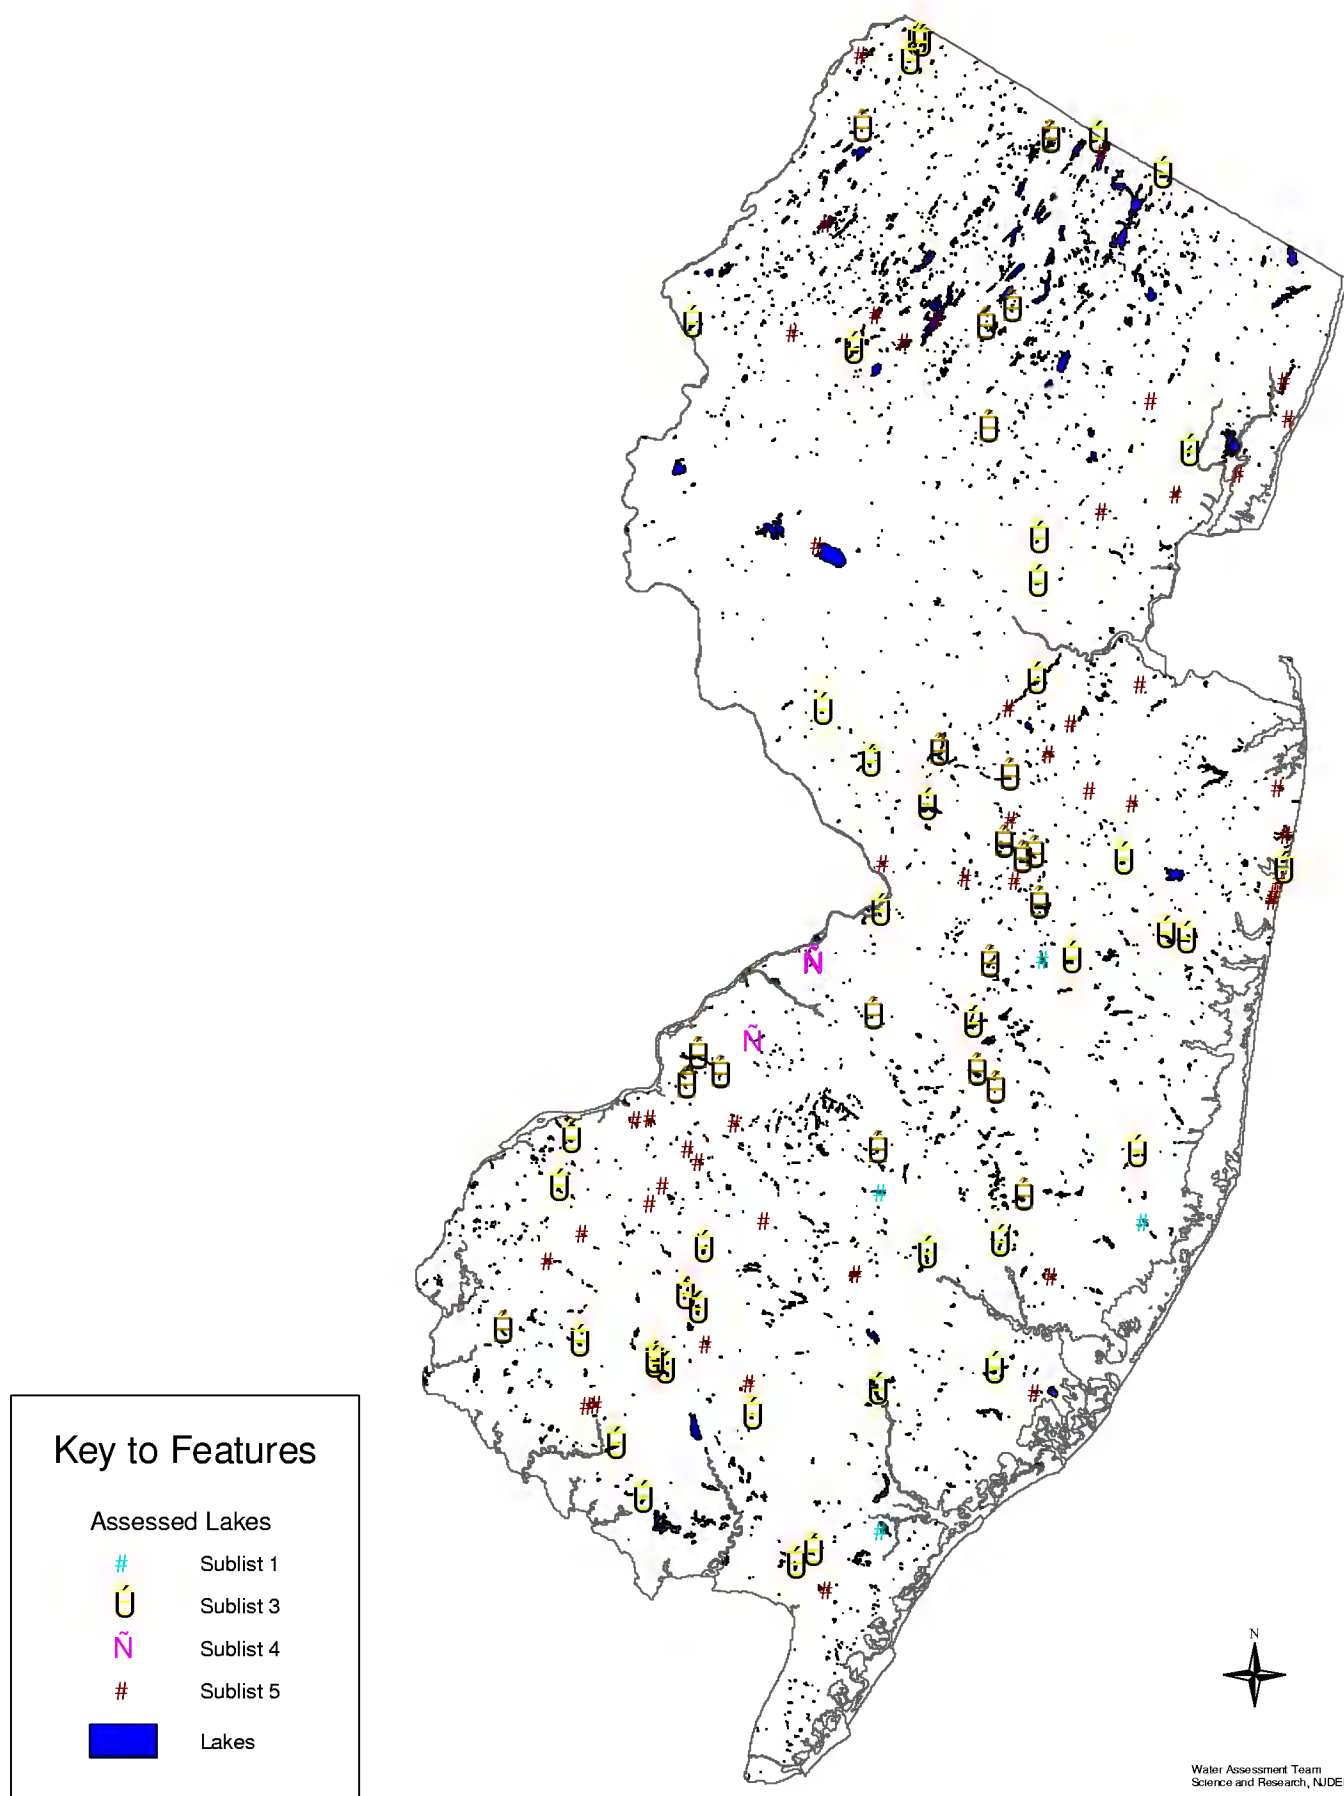 Key to Features
Assessed Lakes
# Sublist 1
Ú Sublist 3
Ñ Sublist 4
# Sublist 5
Lakes
N
Water Assessment Team
Science and Research, NJDE